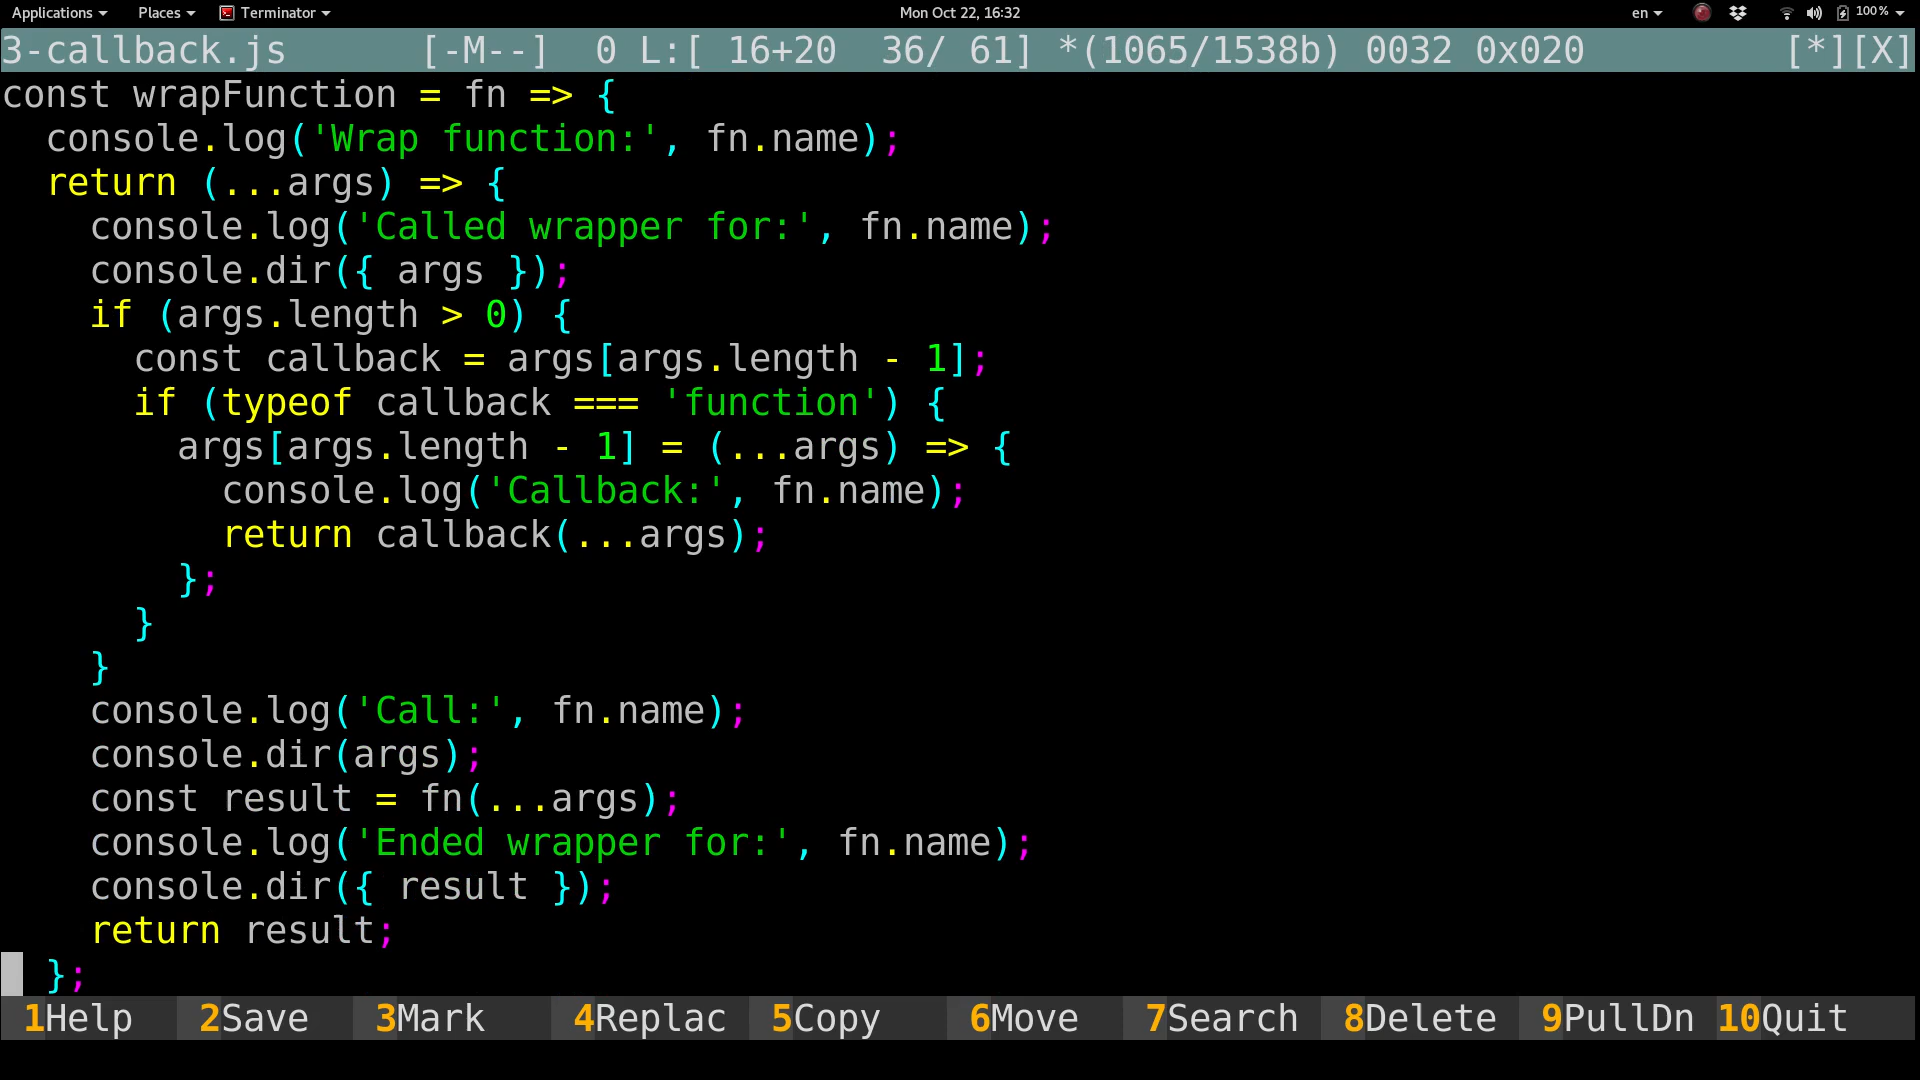 Applications Places Terminator Mon Oct 22, 16:32 en 100%
3-callback.js [-M--] 0 L:[ 16+20 36/ 61] *(1065/1538b) 0032 0x020 [*][X]
const wrapFunction = fn => {
  console.log('Wrap function:', fn.name);
  return (...args) => {
    console.log('Called wrapper for:', fn.name);
    console.dir({ args });
    if (args.length > 0) {
      const callback = args[args.length - 1];
      if (typeof callback === 'function') {
        args[args.length - 1] = (...args) => {
          console.log('Callback:', fn.name);
          return callback(...args);
        };
      }
    }
    console.log('Call:', fn.name);
    console.dir(args);
    const result = fn(...args);
    console.log('Ended wrapper for:', fn.name);
    console.dir({ result });
    return result;
  };
1Help 2Save 3Mark 4Replac 5Copy 6Move 7Search 8Delete 9PullDn 10Quit